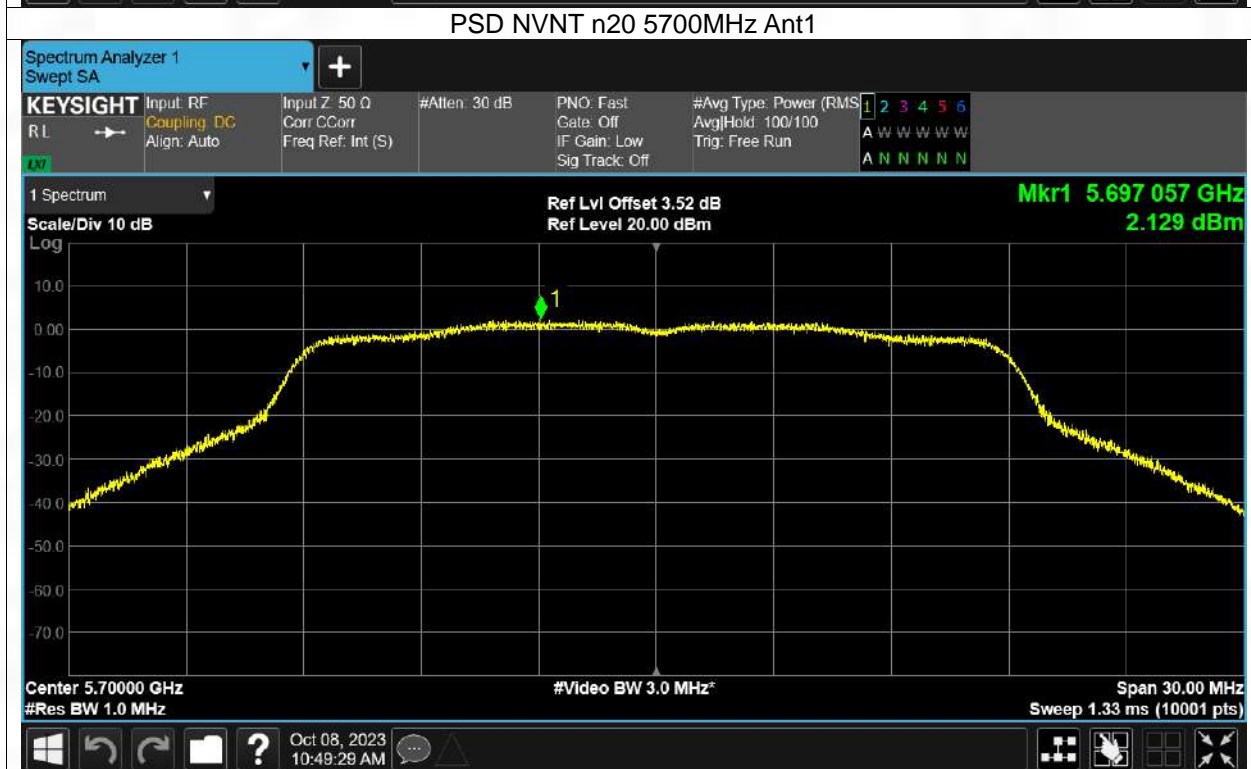 PSD NVNT n20 5700MHz Ant1
Spectrum Analyzer 1
Swept SA
KEYSIGHT
RL
LXI
Input: RF
Coupling: DC
Align: Auto
Input Z: 50 Ω
Corr CCorr
Freq Ref: Int (S)
#Atten: 30 dB
PNO: Fast
Gate: Off
IF Gain: Low
Sig Track: Off
#Avg Type: Power (RMS
Avg|Hold: 100/100
Trig: Free Run
1 2 3 4 5 6
A W W W W W
A N N N N N
1 Spectrum
Scale/Div 10 dB
Log
Ref Lvl Offset 3.52 dB
Ref Level 20.00 dBm
Mkr1 5.697 057 GHz
2.129 dBm
1
10.0
0.00
-10.0
-20.0
-30.0
-40.0
-50.0
-60.0
-70.0
Center 5.70000 GHz
#Res BW 1.0 MHz
#Video BW 3.0 MHz*
Span 30.00 MHz
Sweep 1.33 ms (10001 pts)
?
Oct 08, 2023
10:49:29 AM